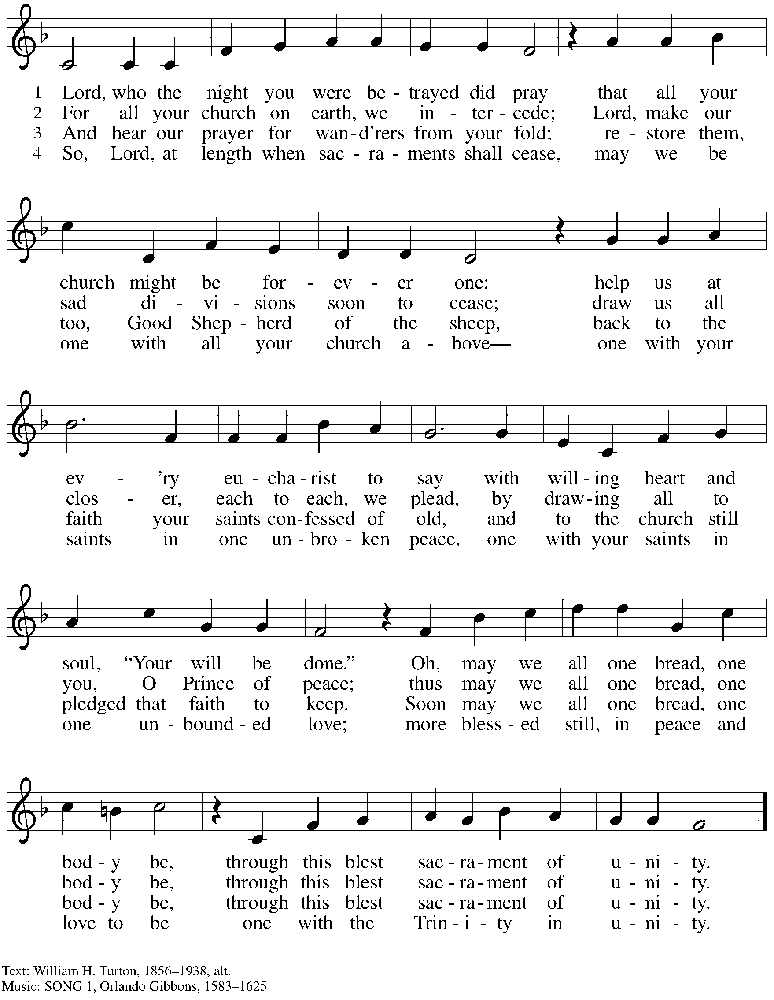 1 Lord, who the night you were be - trayed did pray that all your
2 For all your church on earth, we in - ter - cede; Lord, make our
3 And hear our prayer for wan - d'rers from your fold; re - store them,
4 So, Lord, at length when sac - ra - ments shall cease, may we be
church might be for - ev - er one: help us at
sad di - vi - sions soon to cease; draw us all
too, Good Shep - herd of the sheep, back to the
one with all your church a - bove— one with your
ev - ’ry eu - cha - rist to say with will - ing heart and
clos - er, each to each, we plead, by draw - ing all to
faith your saints con - fessed of old, and to the church still
saints in one un - bro - ken peace, one with your saints in
soul, “Your will be done.” Oh, may we all one bread, one
you, O Prince of peace; thus may we all one bread, one
pledged that faith to keep. Soon may we all one bread, one
one un - bound - ed love; more bless - ed still, in peace and
bod - y be, through this blest sac - ra - ment of u - ni - ty.
bod - y be, through this blest sac - ra - ment of u - ni - ty.
bod - y be, through this blest sac - ra - ment of u - ni - ty.
love to be one with the Trin - i - ty in u - ni - ty.
Text: William H. Turton, 1856–1938, alt.
Music: SONG 1, Orlando Gibbons, 1583–1625